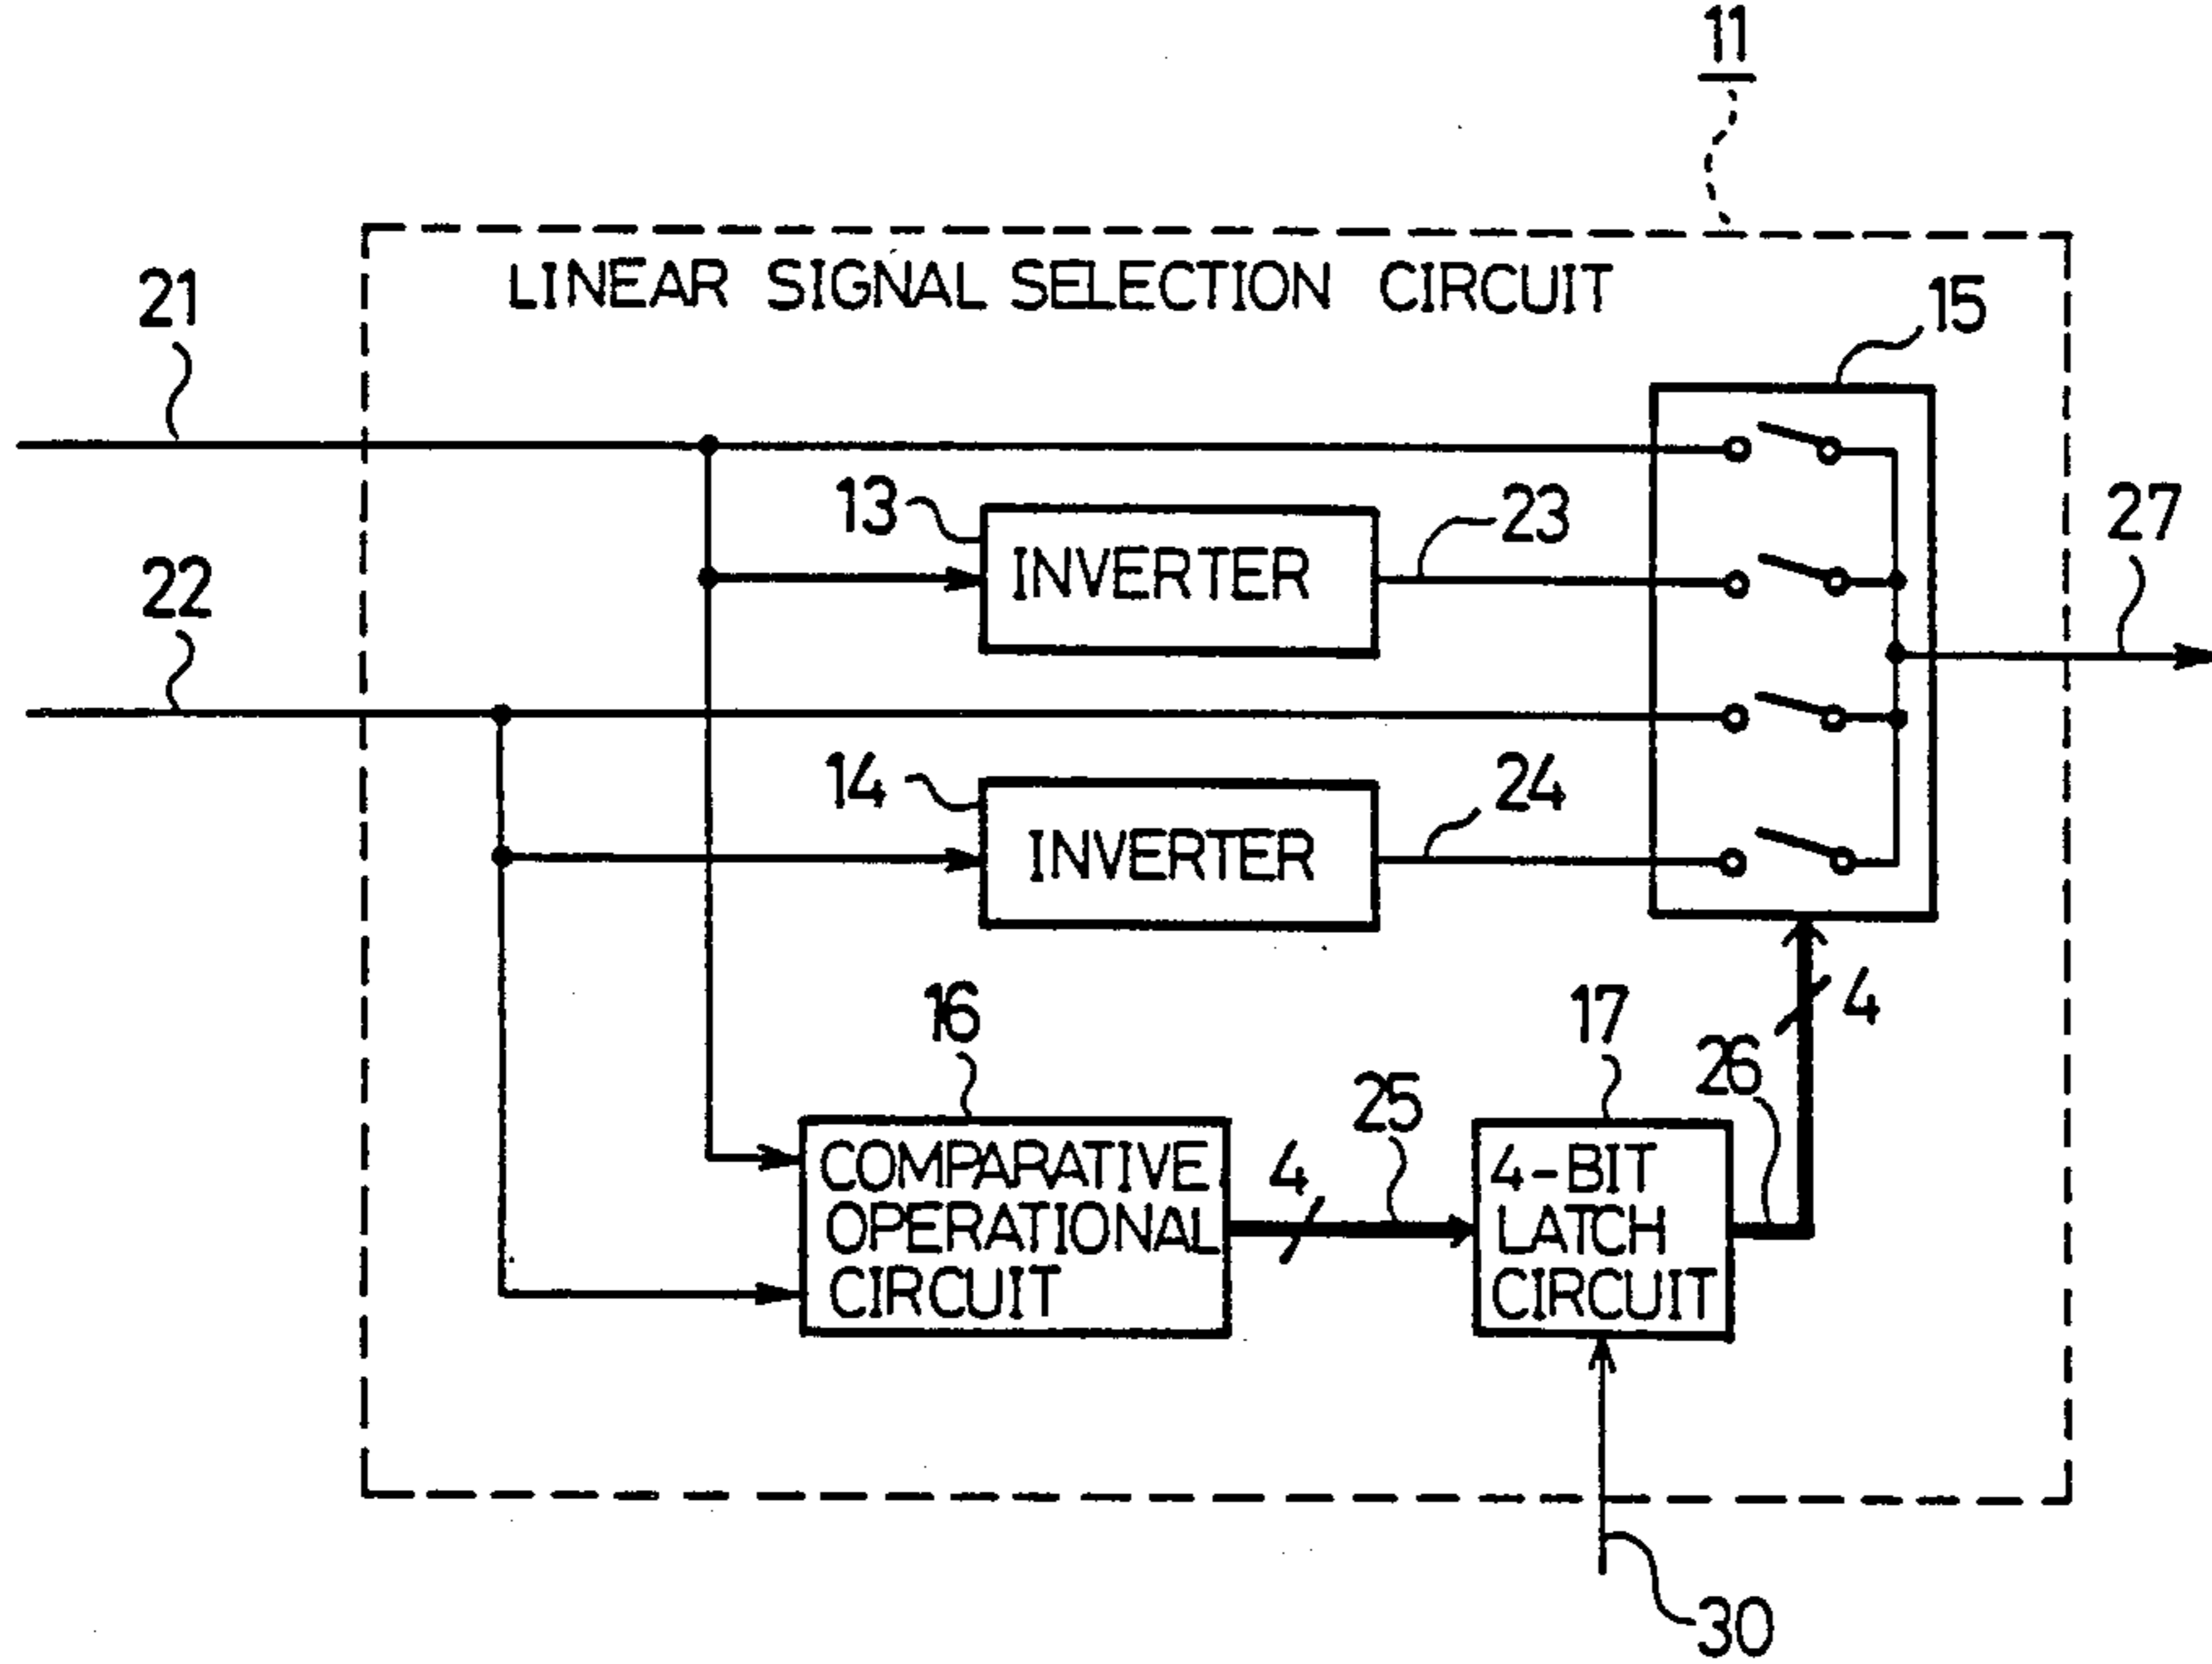 11
LINEAR SIGNAL SELECTION CIRCUIT
21
15
13
INVERTER
23
27
22
14
INVERTER
24
16
17
4
26
25
4
COMPARATIVE
OPERATIONAL
CIRCUIT
4-BIT
LATCH
CIRCUIT
30